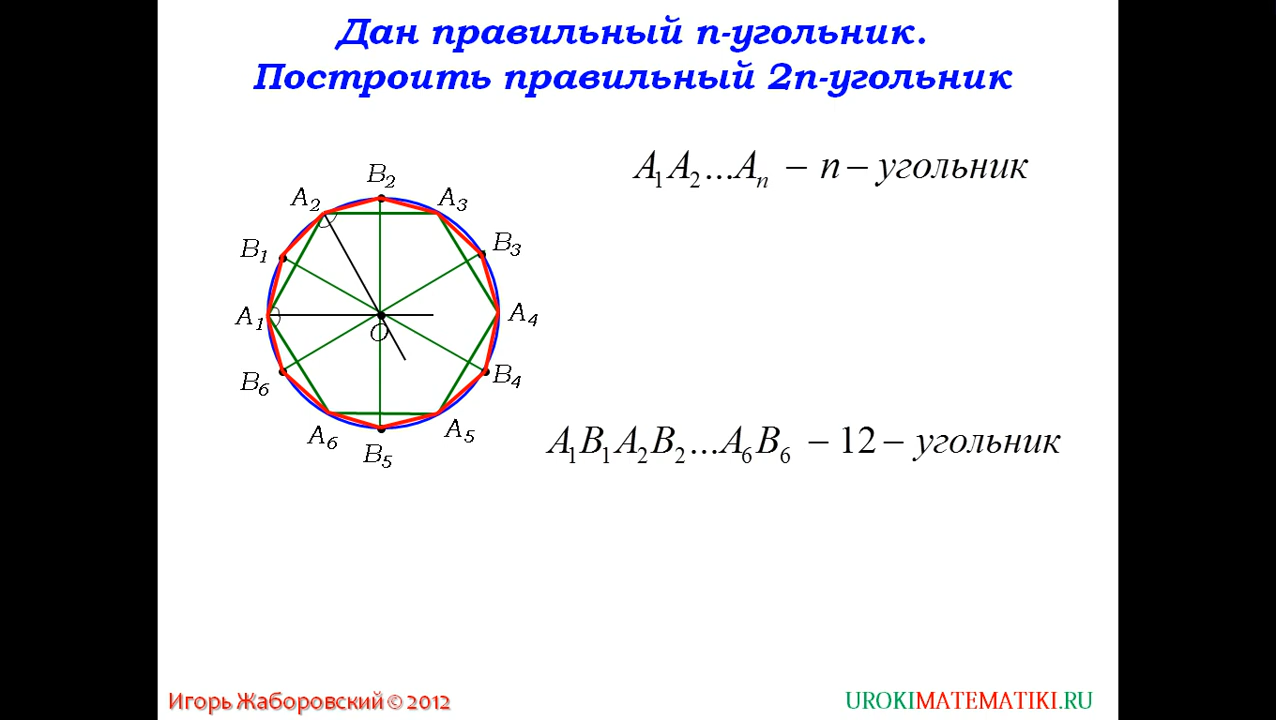 Дан правильный n-угольник.
Построить правильный 2n-угольник
A₁A₂...Aₙ – n – угольник
B₂
A₂
A₃
B₁
B₃
A₁
O
A₄
B₆
B₄
A₆
A₅
B₅
A₁B₁A₂B₂...A₆B₆ – 12 – угольник
Игорь Жаборовский © 2012
UROKIMATEMATIKI.RU